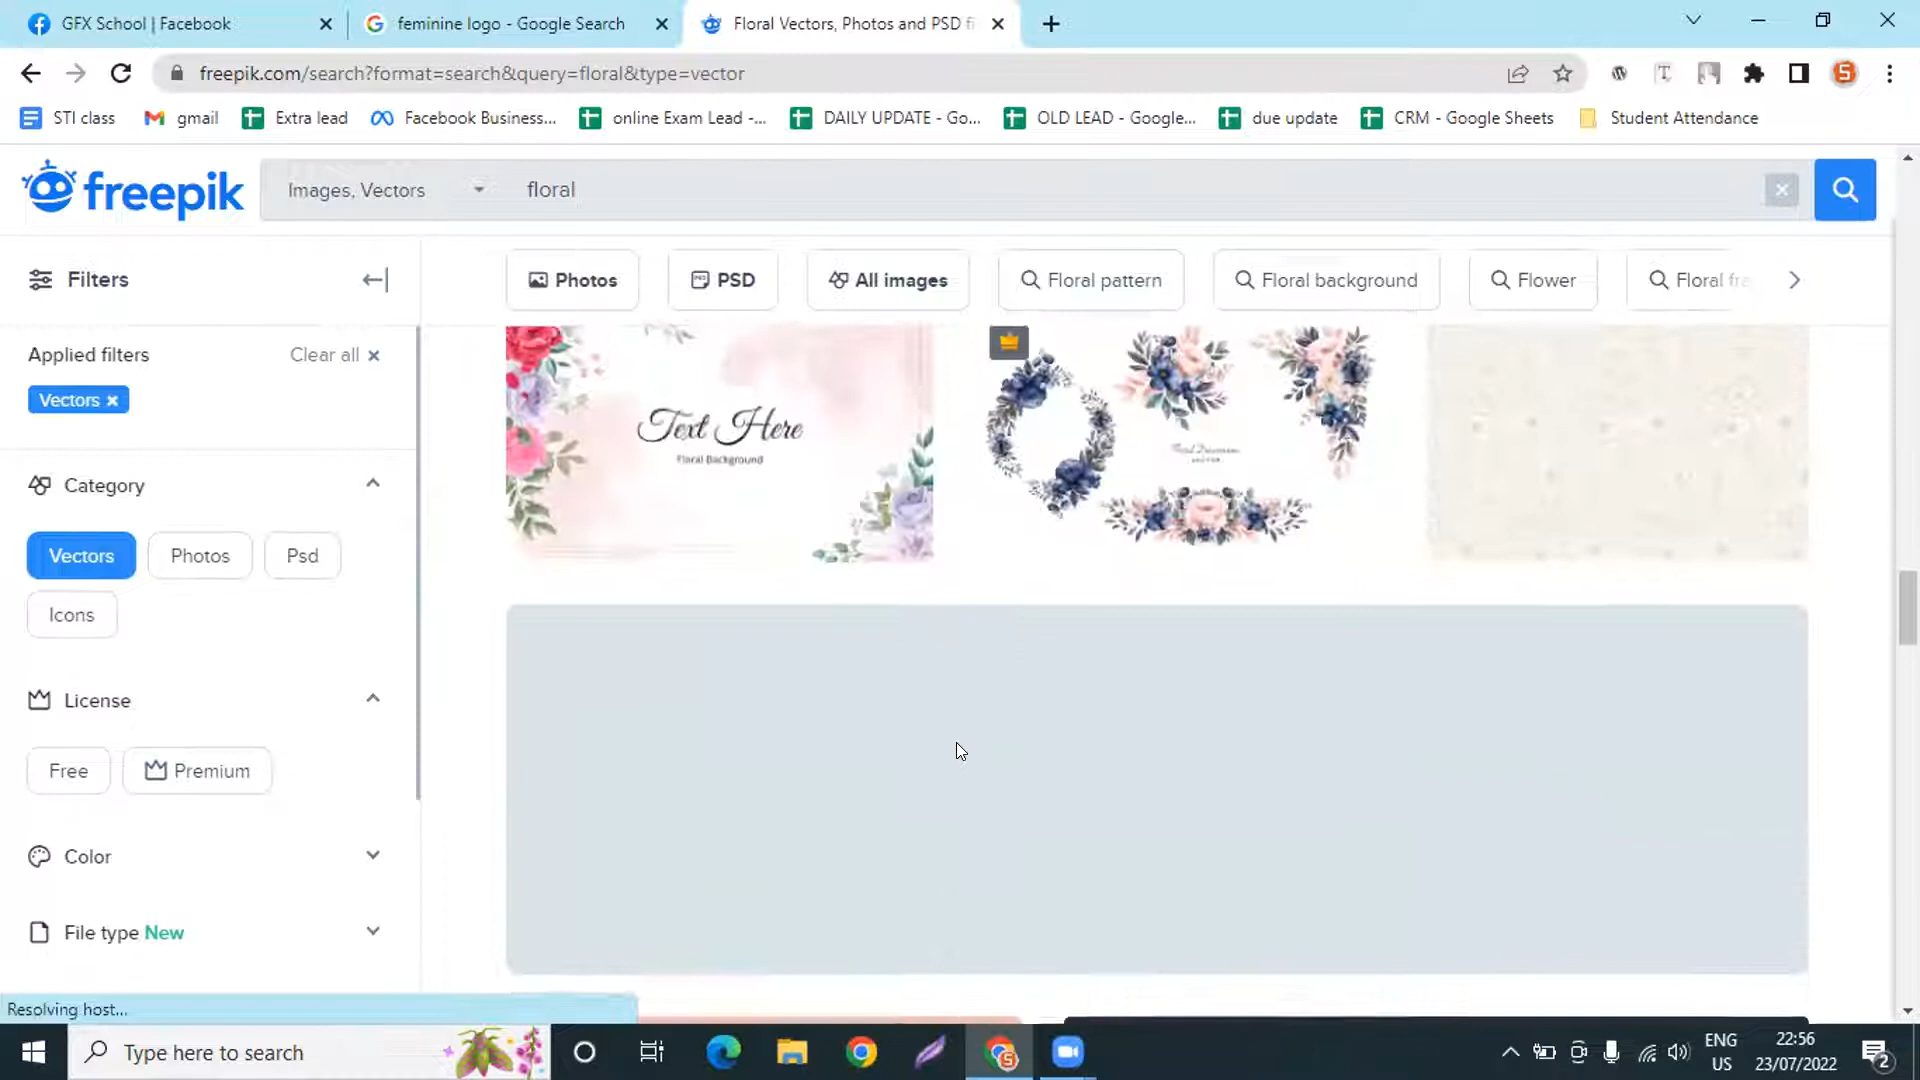 GFX School | Facebook
feminine logo - Google Search
Floral Vectors, Photos and PSD fi
freepik.com/search?format=search&query=floral&type=vector
STI class
gmail
Extra lead
Facebook Business...
online Exam Lead -...
DAILY UPDATE - Go...
OLD LEAD - Google...
due update
CRM - Google Sheets
Student Attendance
freepik
Images, Vectors
floral
Filters
Photos
PSD
All images
Floral pattern
Floral background
Flower
Floral fra
Applied filters
Clear all
Vectors
Text Here
Floral Background
Category
Vectors
Photos
Psd
Icons
License
Free
Premium
Color
File type New
Resolving host...
Type here to search
ENG
US
22:56
23/07/2022
2